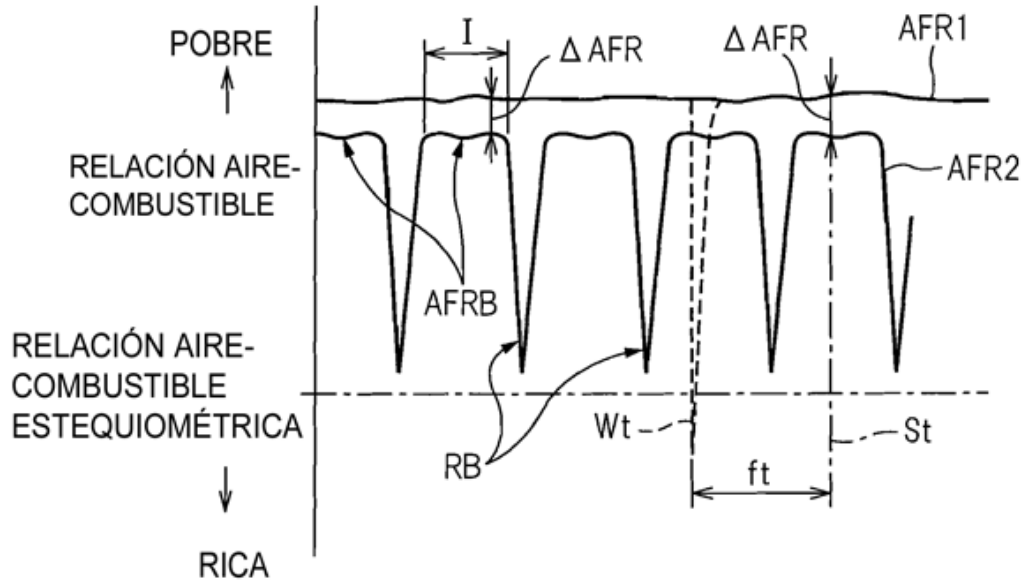 POBRE
I
Δ AFR
Δ AFR
AFR1
RELACIÓN AIRE-
COMBUSTIBLE
AFR2
AFRB
RELACIÓN AIRE-
COMBUSTIBLE
ESTEQUIOMÉTRICA
Wt
St
RB
ft
RICA